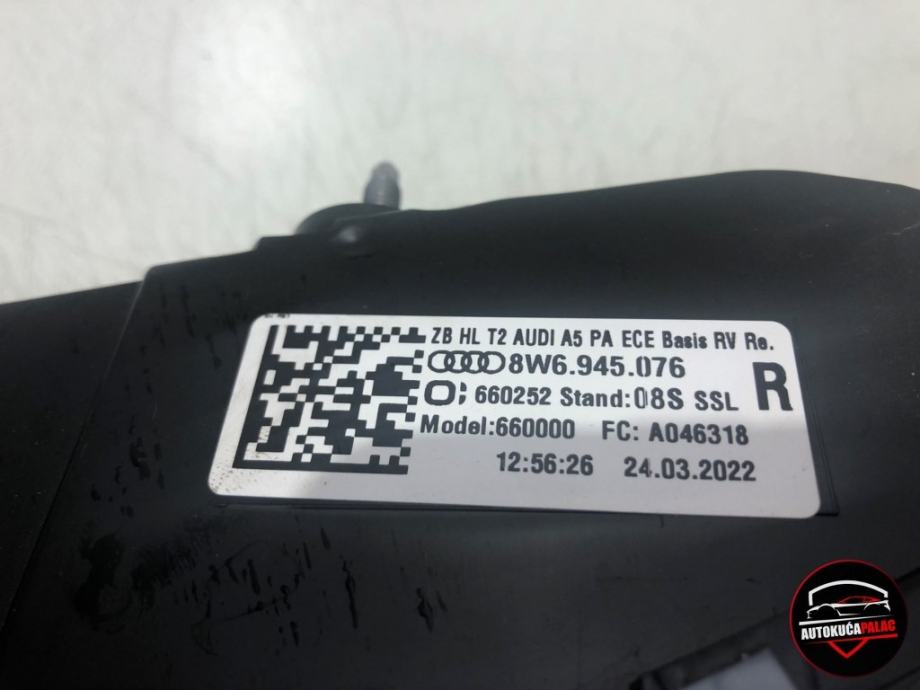 ZB HL T2 AUDI A5 PA ECE Basis RV Re.
8W6.945.076
660252 Stand:08S SSL
R
Model:660000 FC: A046318
12:56:26 24.03.2022
AUTOKUĆAPALAC